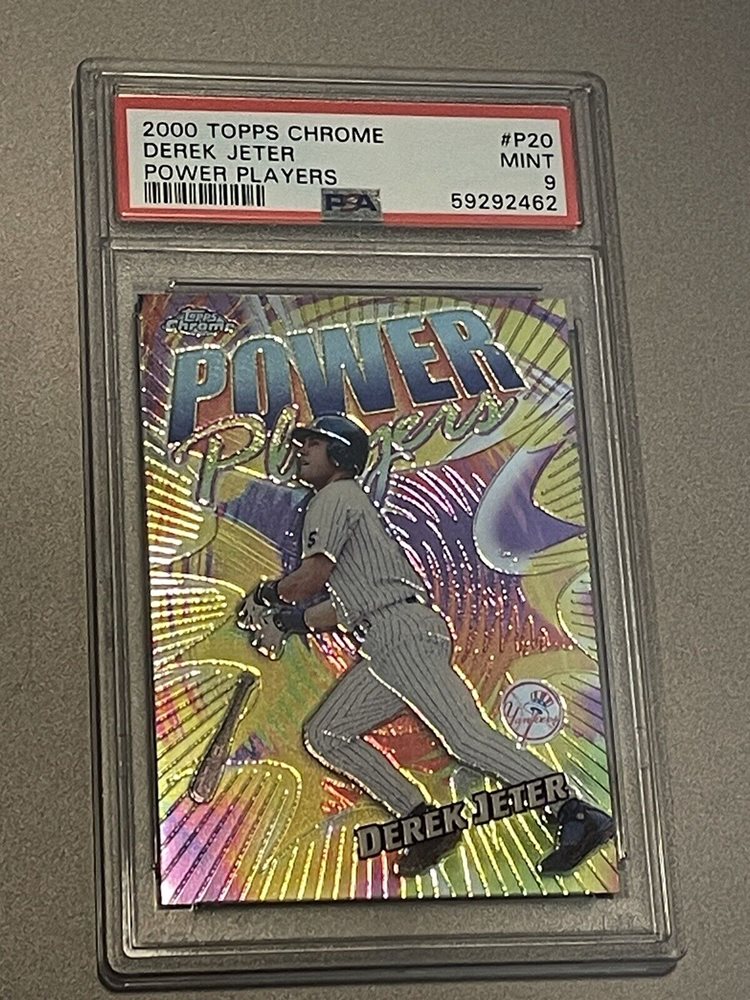 2000 TOPPS CHROME #P20
DEREK JETER MINT
POWER PLAYERS 9
PSA 59292462
Topps
Chrome
POWER
Players
5
Yankees
DEREK JETER